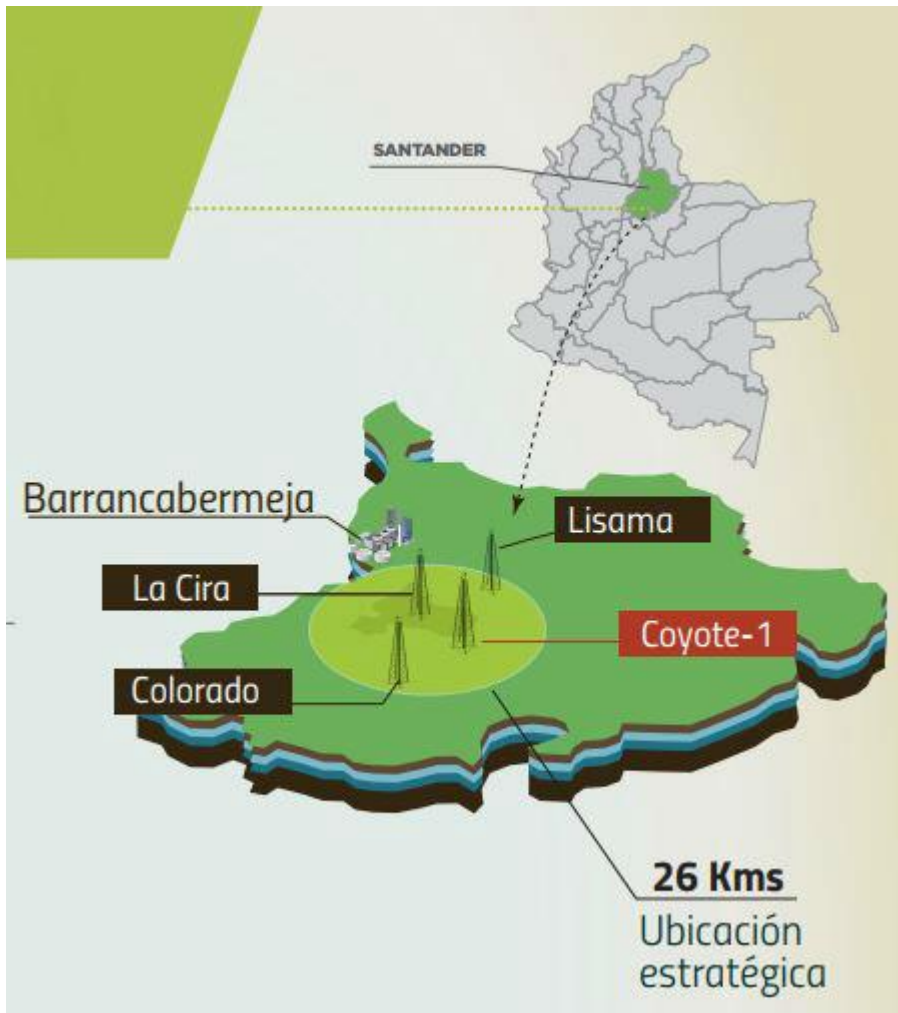 SANTANDER
Barrancabermeja
Lisama
La Cira
Coyote-1
Colorado
26 Kms
Ubicación
estratégica